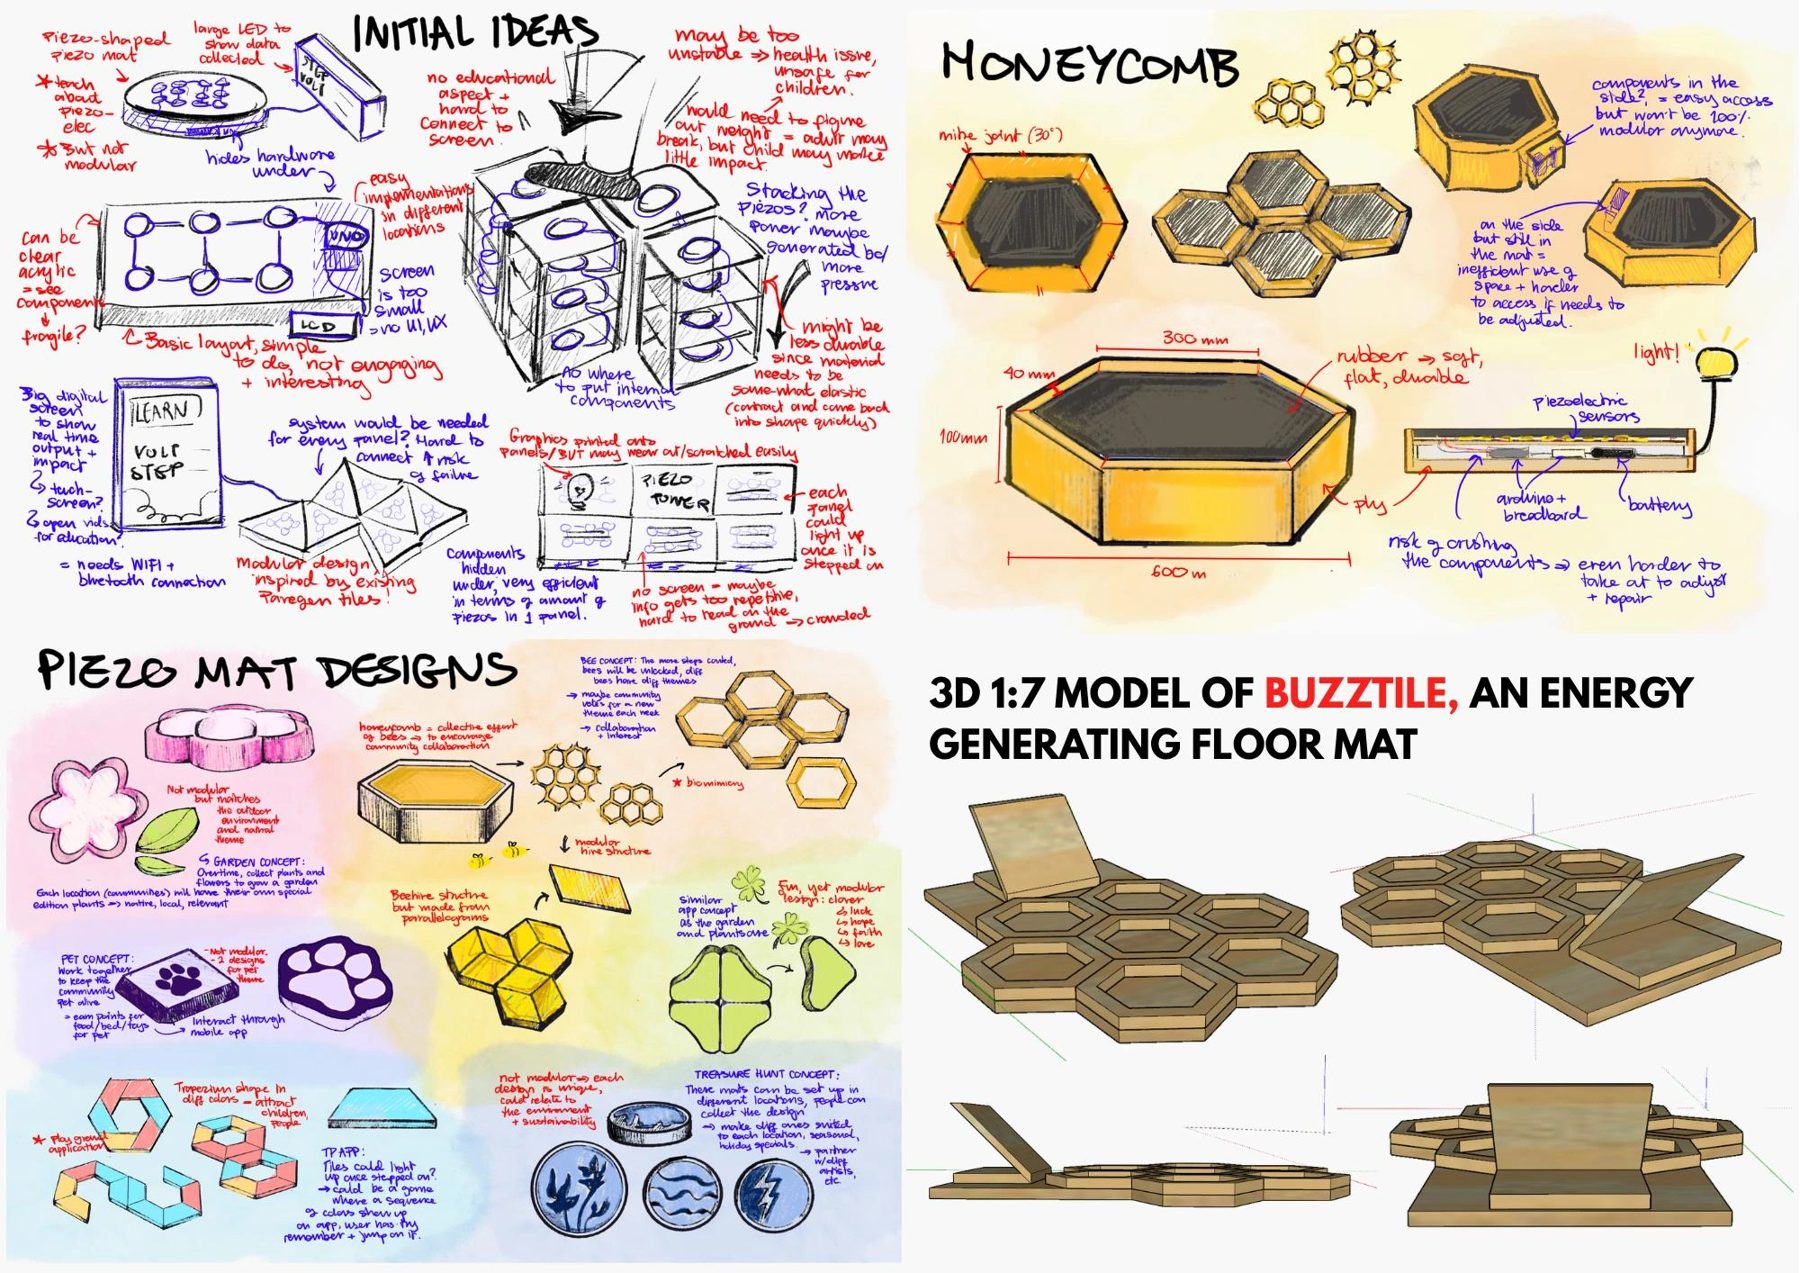 INITIAL IDEAS
piezo-shaped
piezo mat
* teach
about
piezo-
elec
* But not
modular
large LED to
show data
collected
STEP
VOLT
hides hardware
under
no educational
aspect +
hard to
connect to
screen.
may be too
unstable ⇒ health issue,
unsafe for
children.
would need to figure
out weight = adult may
break, but child may make
little impact.
easy
implementations
in different
locations
can be
clear
acrylic
= see
components
fragile?
UNO
LCD
screen
is too
small
= no UI, UX
Basic layout, simple
to do, not engaging
+ interesting
Stacking the
piezos? more
power maybe
generated bc/
more
pressure
might be
less durable
since material
needs to be
some-what elastic
(contract and come back
into shape quickly)
No where
to put internal
components
Big digital
screen
to show
real time
output +
impact
↳ touch-
screen?
↳ open vids
for education?
= needs WIFI +
bluetooth connection
LEARN
VOLT
STEP
system would be needed
for every panel? Hard to
connect ↑ risk
of failure
Modular design
inspired by existing
Pavegen tiles!
Graphics printed onto
panels/BUT may wear out/scratched easily
PIEZO
POWER
each
panel
could
light up
once it is
stepped on
components
hidden
under, very efficient
in terms of amount of
piezos in 1 panel.
no screen = maybe
info gets too repetitive,
hard to read on the
ground → crowded
MONEYCOMB
mitre joint (30°)
components in the
side? = easy access
but won't be 100%
modular anymore.
on the side
but still in
the mat =
inefficient use of
space + harder
to access if needs to
be adjusted.
300 mm
40 mm
100mm
600 m
rubber ⇒ soft,
flat, durable
ply
light!
piezoelectric
sensors
arduino +
breadboard
battery
risk of crushing
the components ⇒ even harder to
take out to adjust
+ repair
PIEZO MAT DESIGNS
Not modular
but matches
the outdoor
environment
and natural
theme
↳ GARDEN CONCEPT:
Overtime, collect plants and
flowers to grow a garden
Each location (communities) will have their own special
edition plants ⇒ native, local, relevant
honeycomb = collective effort
of bees ⇒ to encourage
community collaboration
BEE CONCEPT: The more steps counted,
bees will be unlocked, diff
bees have diff themes
→ maybe community
votes for a new
theme each week
→ collaboration
+ interest
* biomimicry
modular
hive structure
Beehive structure
but made from
parallelograms
similar
app concept
as the garden
and plants one
Fun, yet modular
design: clover
↳ luck
↳ hope
↳ faith
↳ love
PET CONCEPT:
Work together
to keep the
community
pet alive
= earn points for
food/bed/toys
for pet
- Not modular.
- 2 designs
for pet
theme
Interact through
mobile app
Trapezium shape in
diff colors = attract
children,
people
* Play ground
application
TP APP:
Tiles could light
up once stepped on?
→ could be a game
where a sequence
of colors show up
on app, user has to try
remember + jump on it.
not modular ⇒ each
design is unique,
could relate to
the environment
+ sustainability
TREASURE HUNT CONCEPT:
These mats can be set up in
different locations, people can
collect the design
→ make diff ones suited
to each location, seasonal,
holiday specials.
→ partner
w/diff
artists,
etc.
3D 1:7 MODEL OF BUZZTILE, AN ENERGY
GENERATING FLOOR MAT